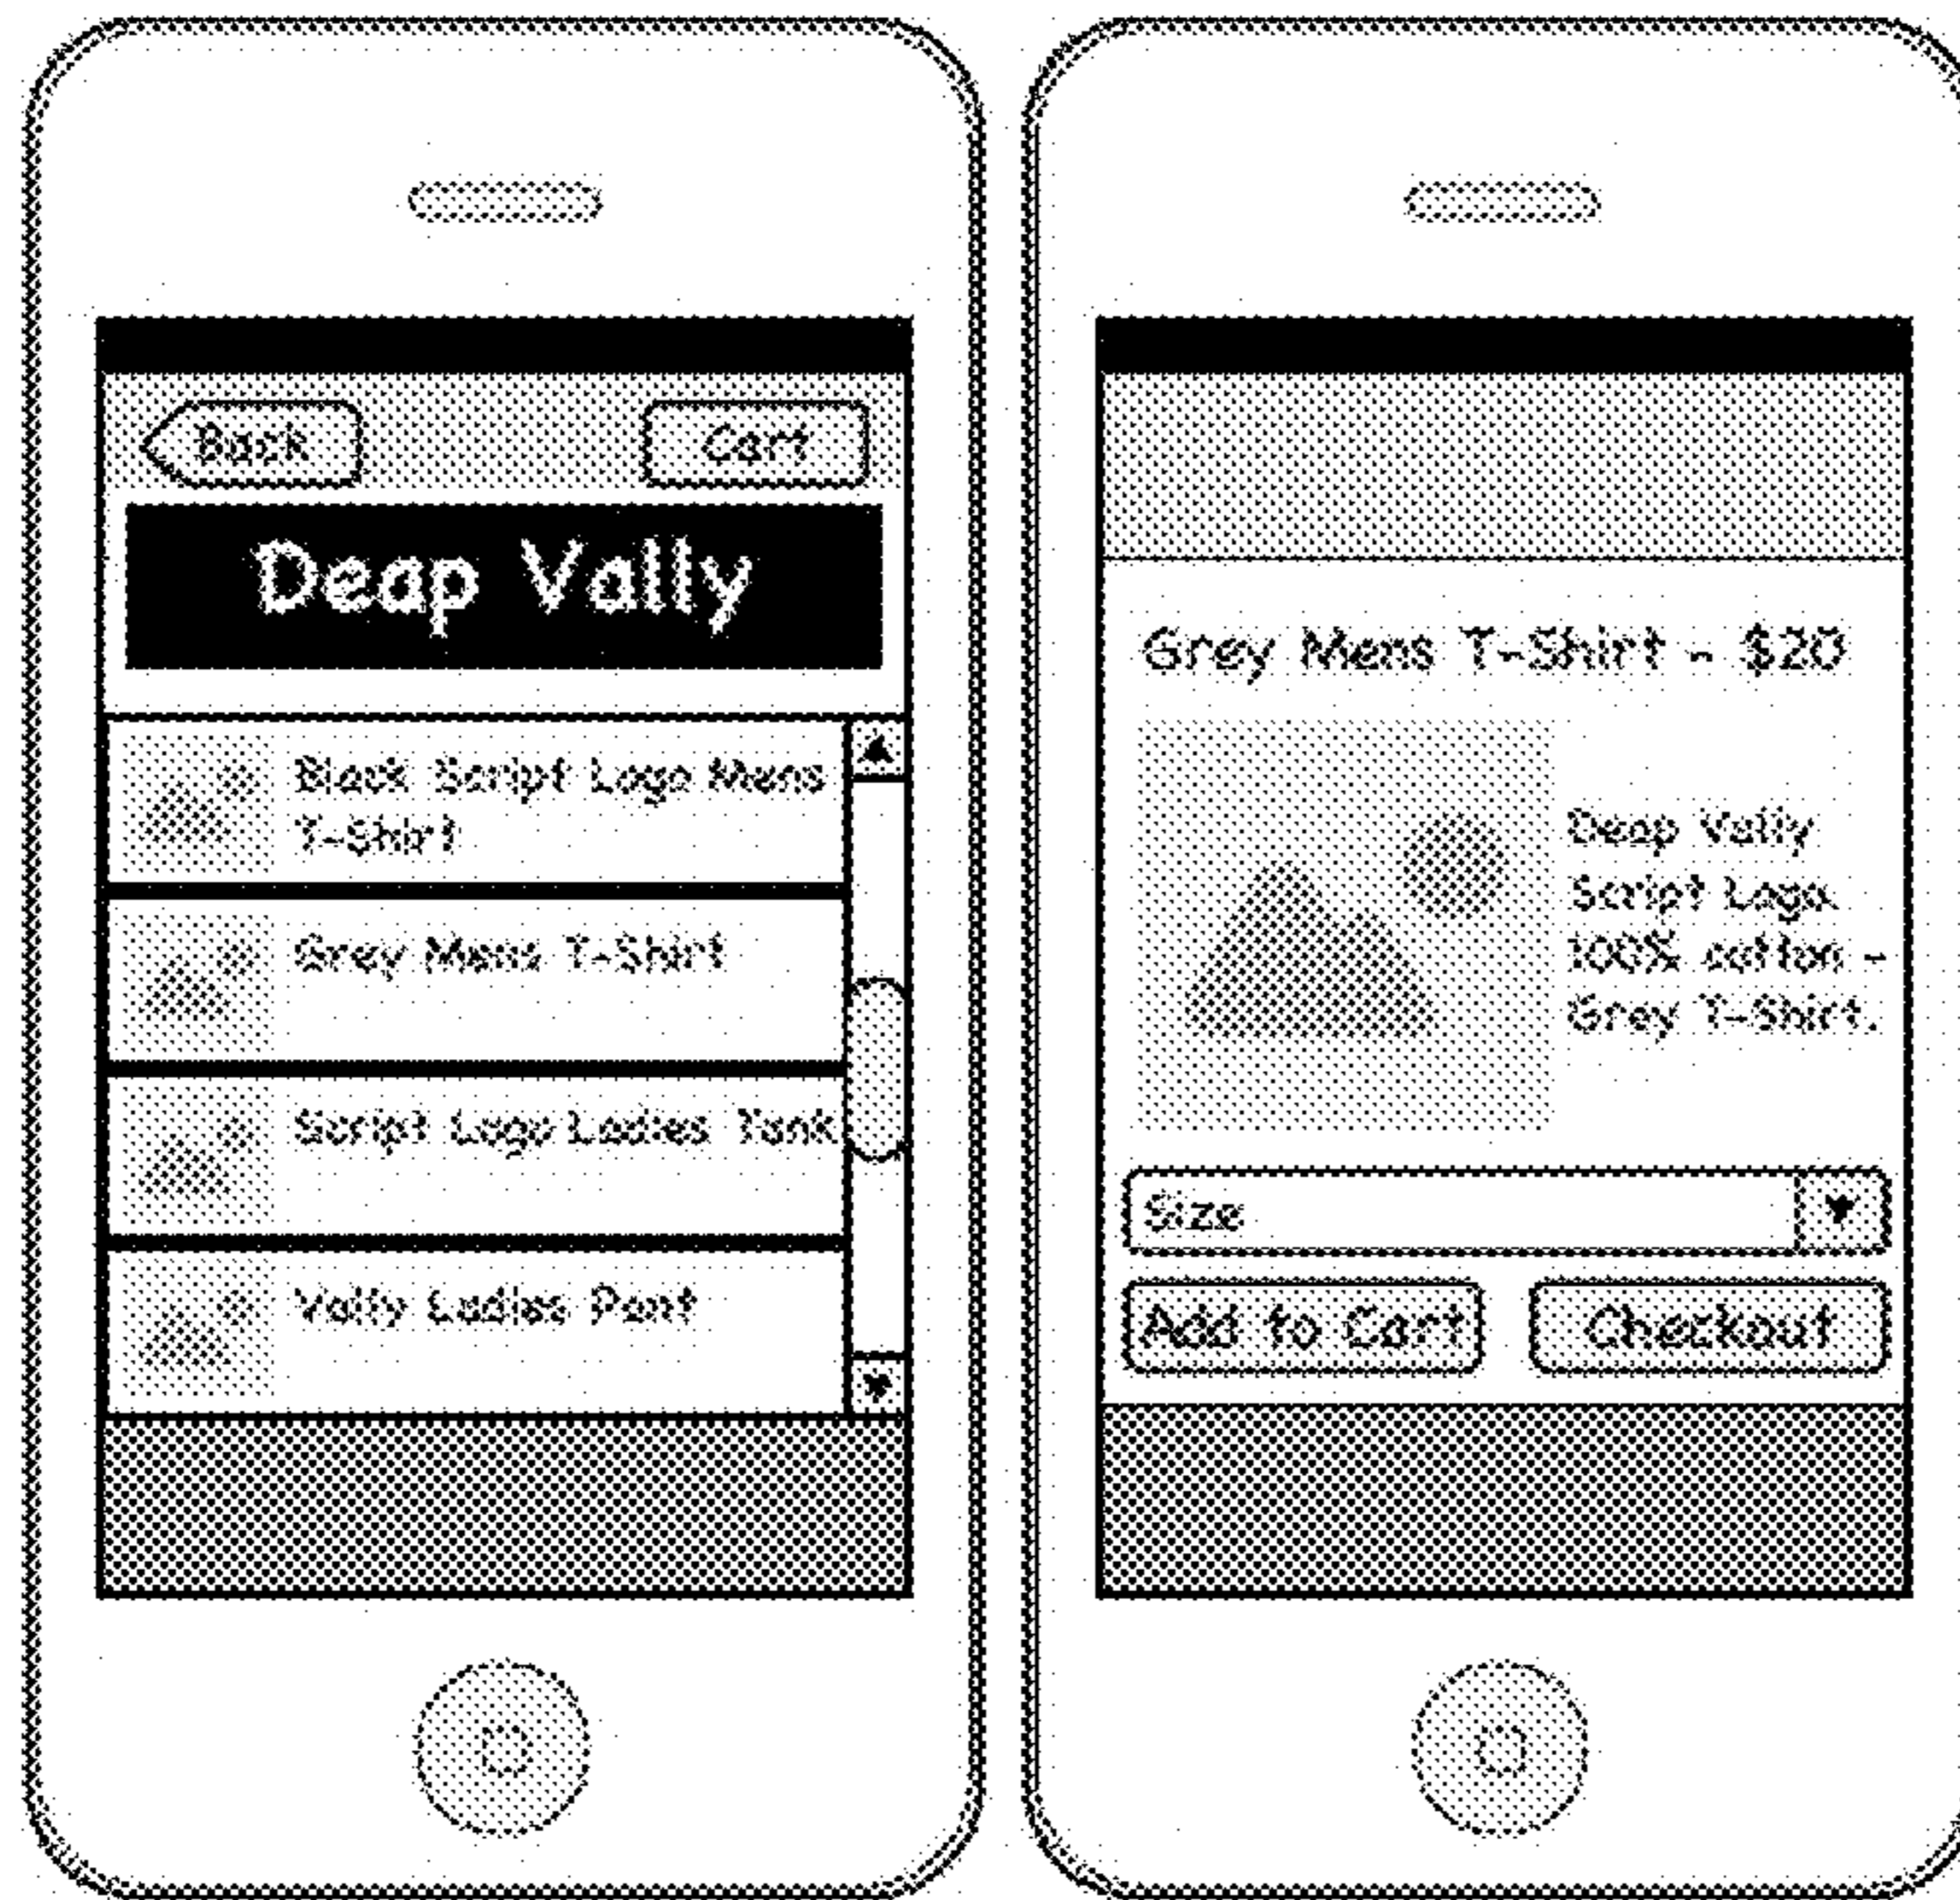 Back
Cart
Deap Vally
Black Script Logo Mens
T-Shirt
Grey Mens T-Shirt
Script Logo Ladies Tank
Vally Ladies Pant
Grey Mens T-Shirt - $20
Deap Vally
Script Logo.
100% cotton -
Grey T-Shirt.
Size
Add to Cart
Checkout